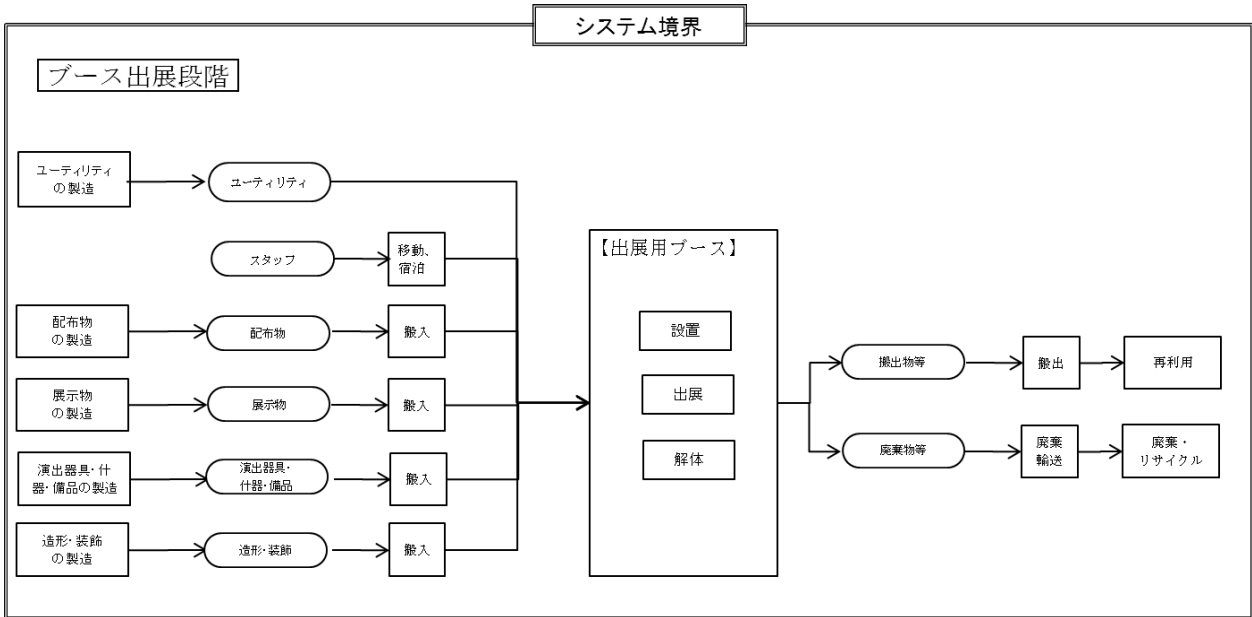 システム境界
ブース出展段階
ユーティリティ
の製造
ユーティリティ
スタッフ
移動、
宿泊
配布物
の製造
配布物
搬入
展示物
の製造
展示物
搬入
演出器具・什
器・備品の製造
演出器具・
什器・備品
搬入
造形・装飾
の製造
造形・装飾
搬入
【出展用ブース】
設置
出展
解体
搬出物等
搬出
再利用
廃棄物等
廃棄
輸送
廃棄・
リサイクル